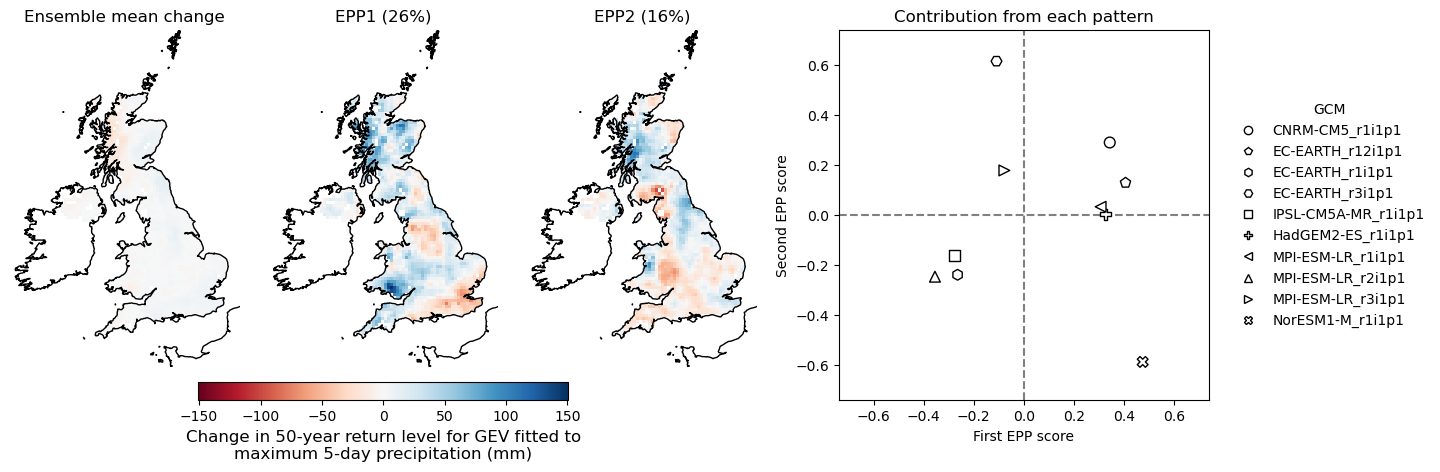 Ensemble mean change
EPP1 (26%)
EPP2 (16%)
−150
−100
−50
0
50
100
150
Change in 50-year return level for GEV fitted to
maximum 5-day precipitation (mm)
Contribution from each pattern
Second EPP score
0.6
0.4
0.2
0.0
−0.2
−0.4
−0.6
−0.6
−0.4
−0.2
0.0
0.2
0.4
0.6
First EPP score
GCM
CNRM-CM5_r1i1p1
EC-EARTH_r12i1p1
EC-EARTH_r1i1p1
EC-EARTH_r3i1p1
IPSL-CM5A-MR_r1i1p1
HadGEM2-ES_r1i1p1
MPI-ESM-LR_r1i1p1
MPI-ESM-LR_r2i1p1
MPI-ESM-LR_r3i1p1
NorESM1-M_r1i1p1